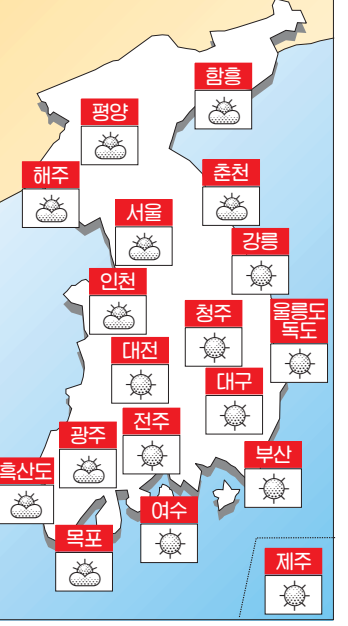 함흥
평양
해주
춘천
서울
강릉
인천
청주
울릉도
독도
대전
대구
전주
광주
부산
흑산도
여수
목포
제주